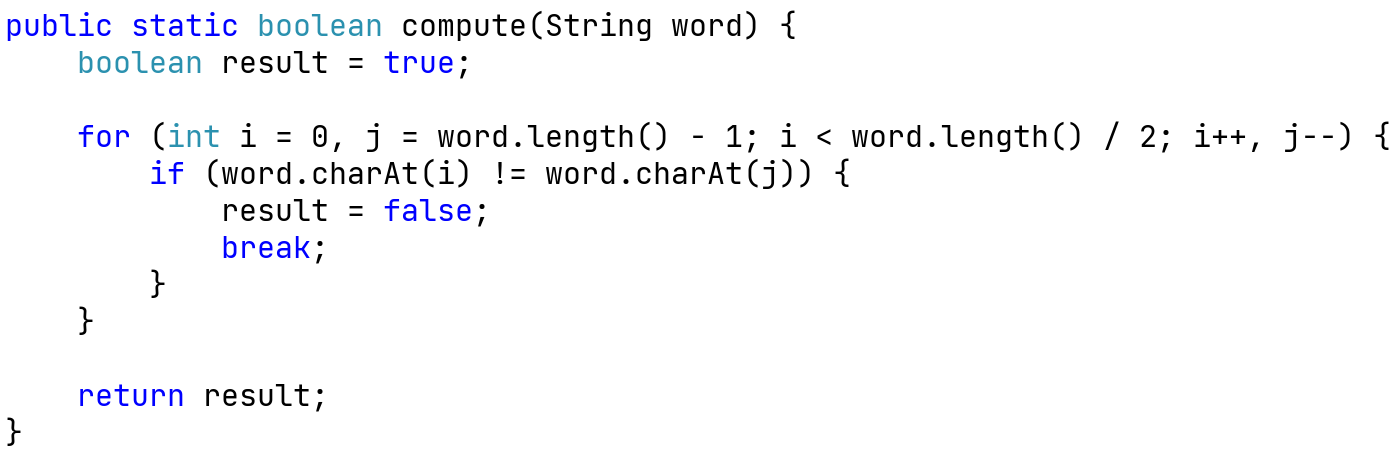 public static boolean compute(String word) {
    boolean result = true;

    for (int i = 0, j = word.length() - 1; i < word.length() / 2; i++, j--) {
        if (word.charAt(i) != word.charAt(j)) {
            result = false;
            break;
        }
    }

    return result;
}